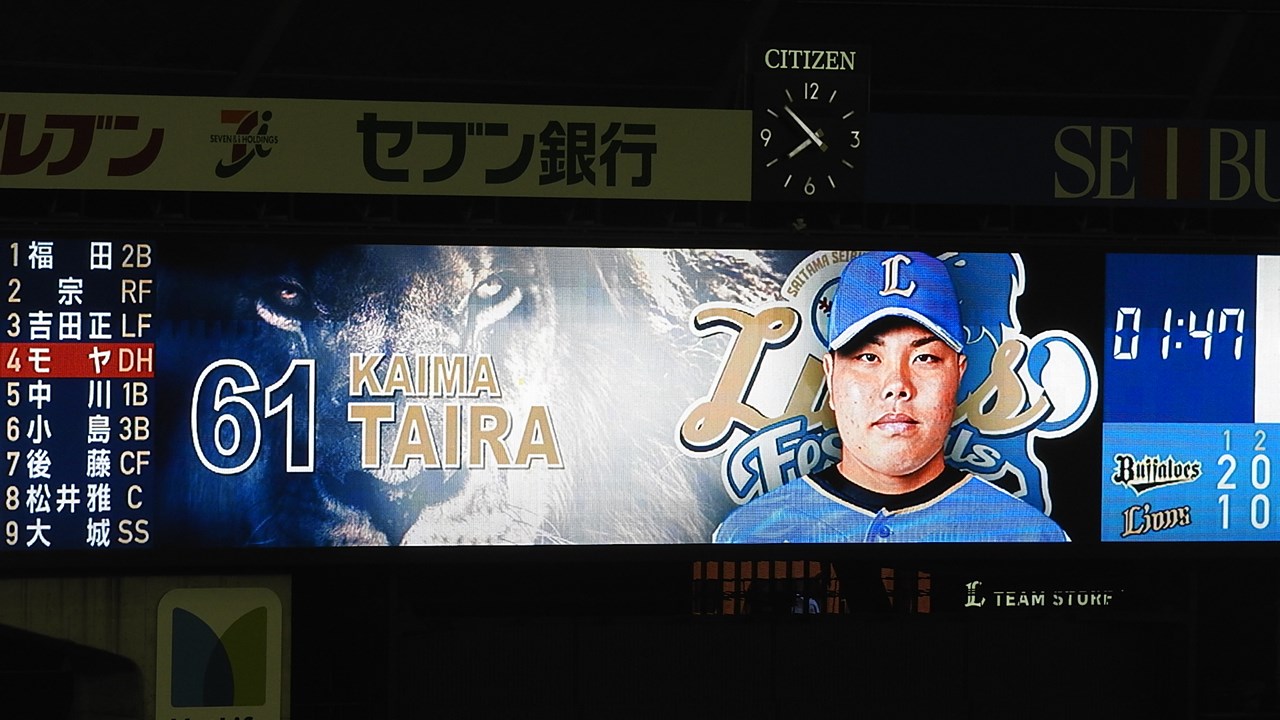 CITIZEN
12
9 3
6
レブン
SEVEN & i HOLDINGS
セブン銀行
SEIBU
1 福田 2B
2 宗 RF
3 吉田正 LF
4 モヤ DH
5 中川 1B
6 小島 3B
7 後藤 CF
8 松井雅 C
9 大城 SS
61
KAIMA
TAIRA
SAITAMA SEIBU
L
01:47
1 2
Buffaloes 2 0
Lions 1 0
L TEAM STORE